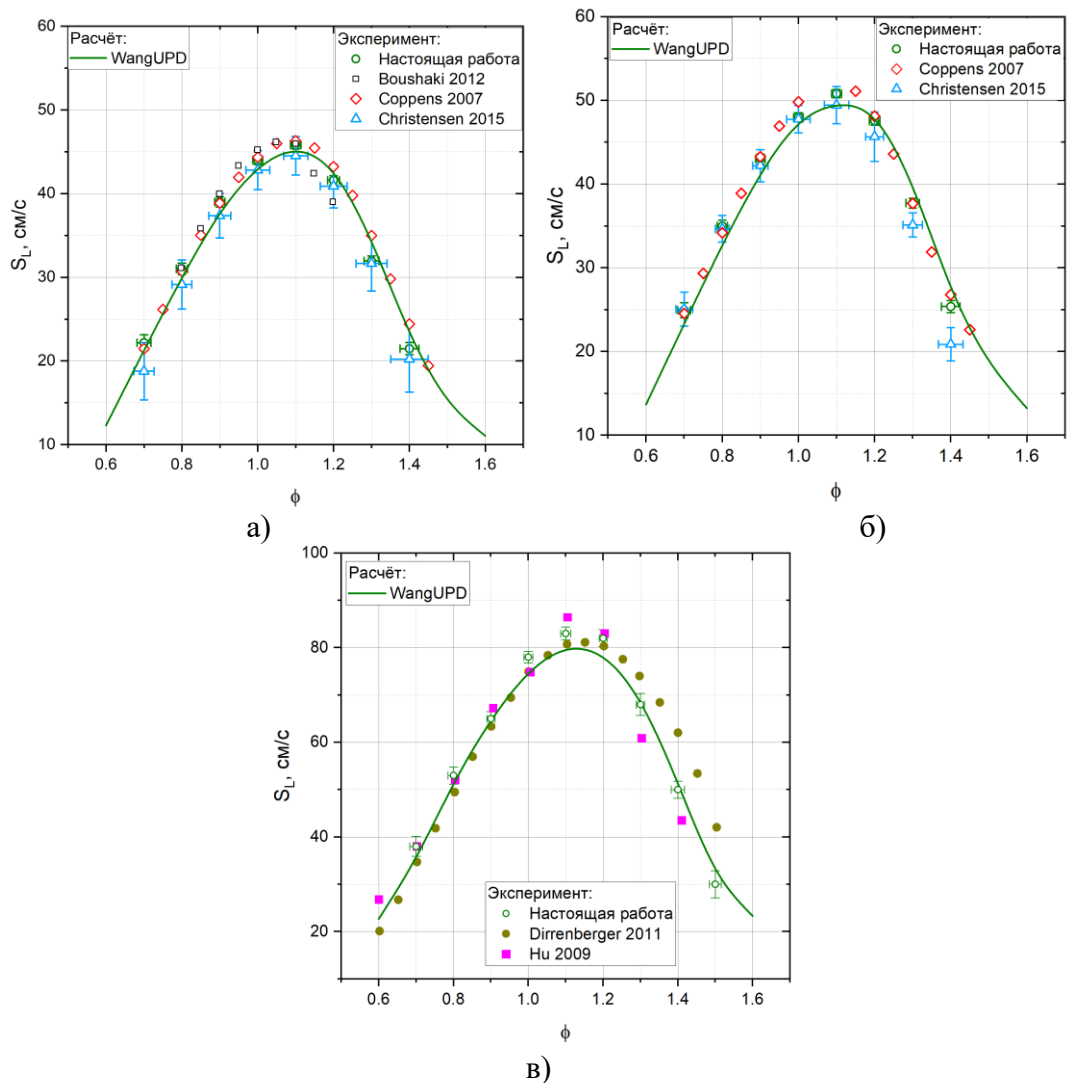 Расчёт:
WangUPD
Эксперимент:
Настоящая работа
Boushaki 2012
Coppens 2007
Christensen 2015
60
50
40
30
20
10
S_L, см/с
0.6 0.8 1.0 1.2 1.4 1.6
ϕ
а)
Расчёт:
WangUPD
Эксперимент:
Настоящая работа
Coppens 2007
Christensen 2015
60
50
40
30
20
10
S_L, см/с
0.6 0.8 1.0 1.2 1.4 1.6
ϕ
б)
Расчёт:
WangUPD
100
80
60
40
20
S_L, см/с
Эксперимент:
Настоящая работа
Dirrenberger 2011
Hu 2009
0.6 0.8 1.0 1.2 1.4 1.6
ϕ
в)